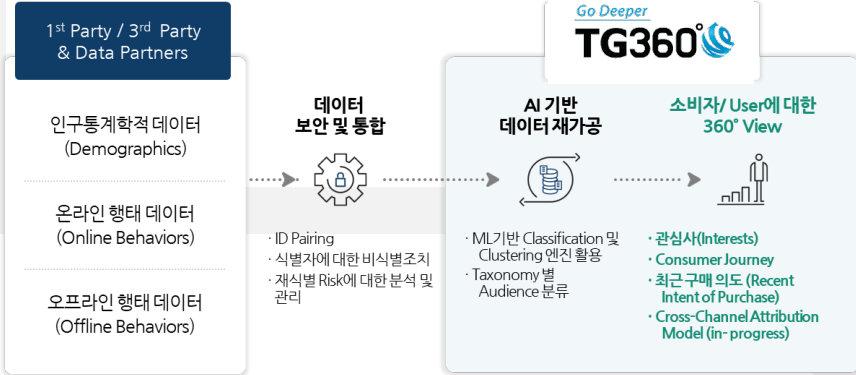 1st Party / 3rd Party
& Data Partners
인구통계학적 데이터
(Demographics)
온라인 행태 데이터
(Online Behaviors)
오프라인 행태 데이터
(Offline Behaviors)
데이터
보안 및 통합
· ID Pairing
· 식별자에 대한 비식별조치
· 재식별 Risk에 대한 분석 및
관리
Go Deeper
TG360°
AI 기반
데이터 재가공
· ML기반 Classification 및
Clustering 엔진 활용
· Taxonomy 별
Audience 분류
소비자/ User에 대한
360° View
· 관심사(Interests)
· Consumer Journey
· 최근 구매 의도 (Recent
Intent of Purchase)
· Cross-Channel Attribution
Model (in- progress)